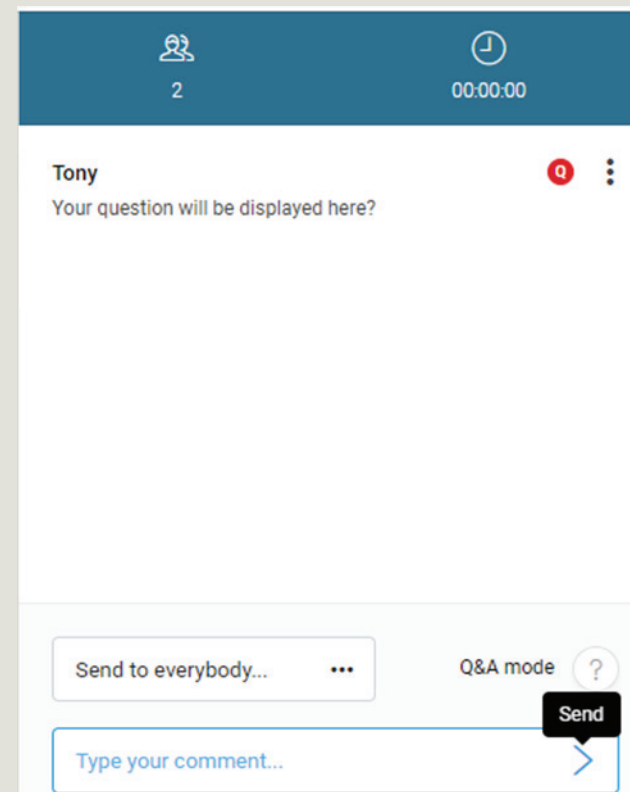 2
00:00:00
Tony
Q
Your question will be displayed here?
Send to everybody...
Q&A mode
?
Send
Type your comment...